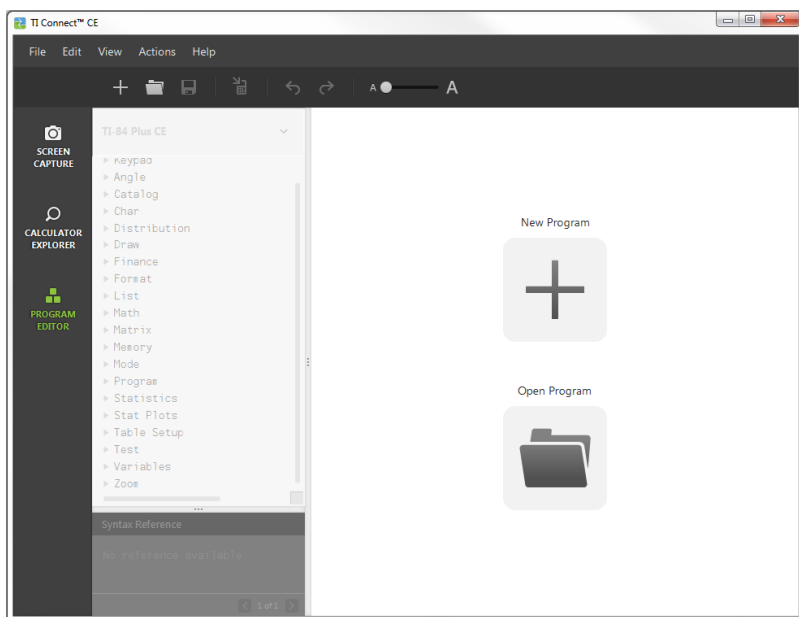 TI Connect™ CE
File Edit View Actions Help
A A
SCREEN
CAPTURE
CALCULATOR
EXPLORER
PROGRAM
EDITOR
TI-84 Plus CE
Keypad
Angle
Catalog
Char
Distribution
Draw
Finance
Format
List
Math
Matrix
Memory
Mode
Program
Statistics
Stat Plots
Table Setup
Test
Variables
Zoom
Syntax Reference
No reference available
1 of 1
New Program
Open Program